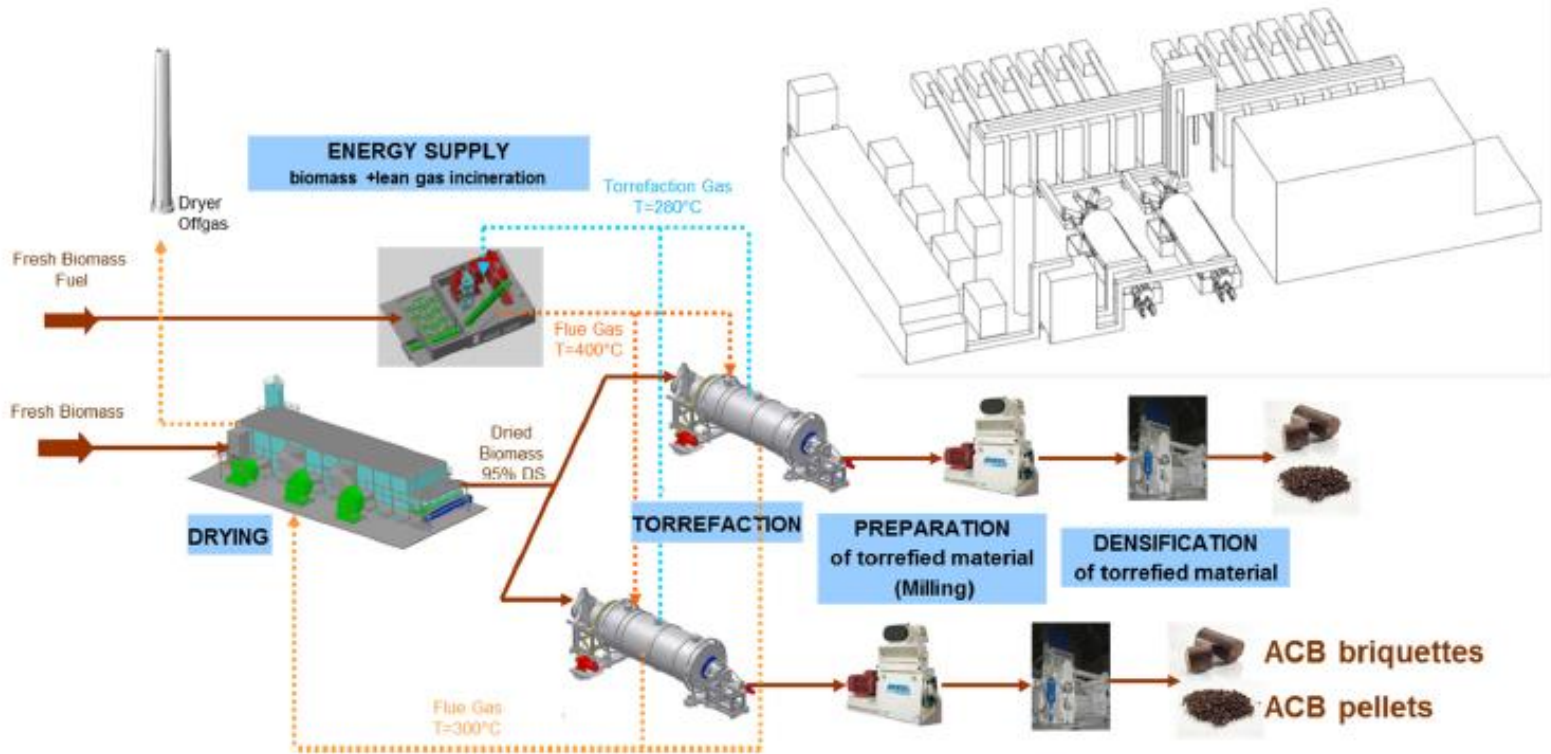 ENERGY SUPPLY
biomass +lean gas incineration
Torrefaction Gas
T=280°C
Dryer
Offgas
Fresh Biomass
Fuel
Flue Gas
T=400°C
Fresh Biomass
Dried
Biomass
95% DS
DRYING
TORREFACTION
PREPARATION
of torrefied material
(Milling)
DENSIFICATION
of torrefied material
Flue Gas
T=300°C
ACB briquettes
ACB pellets